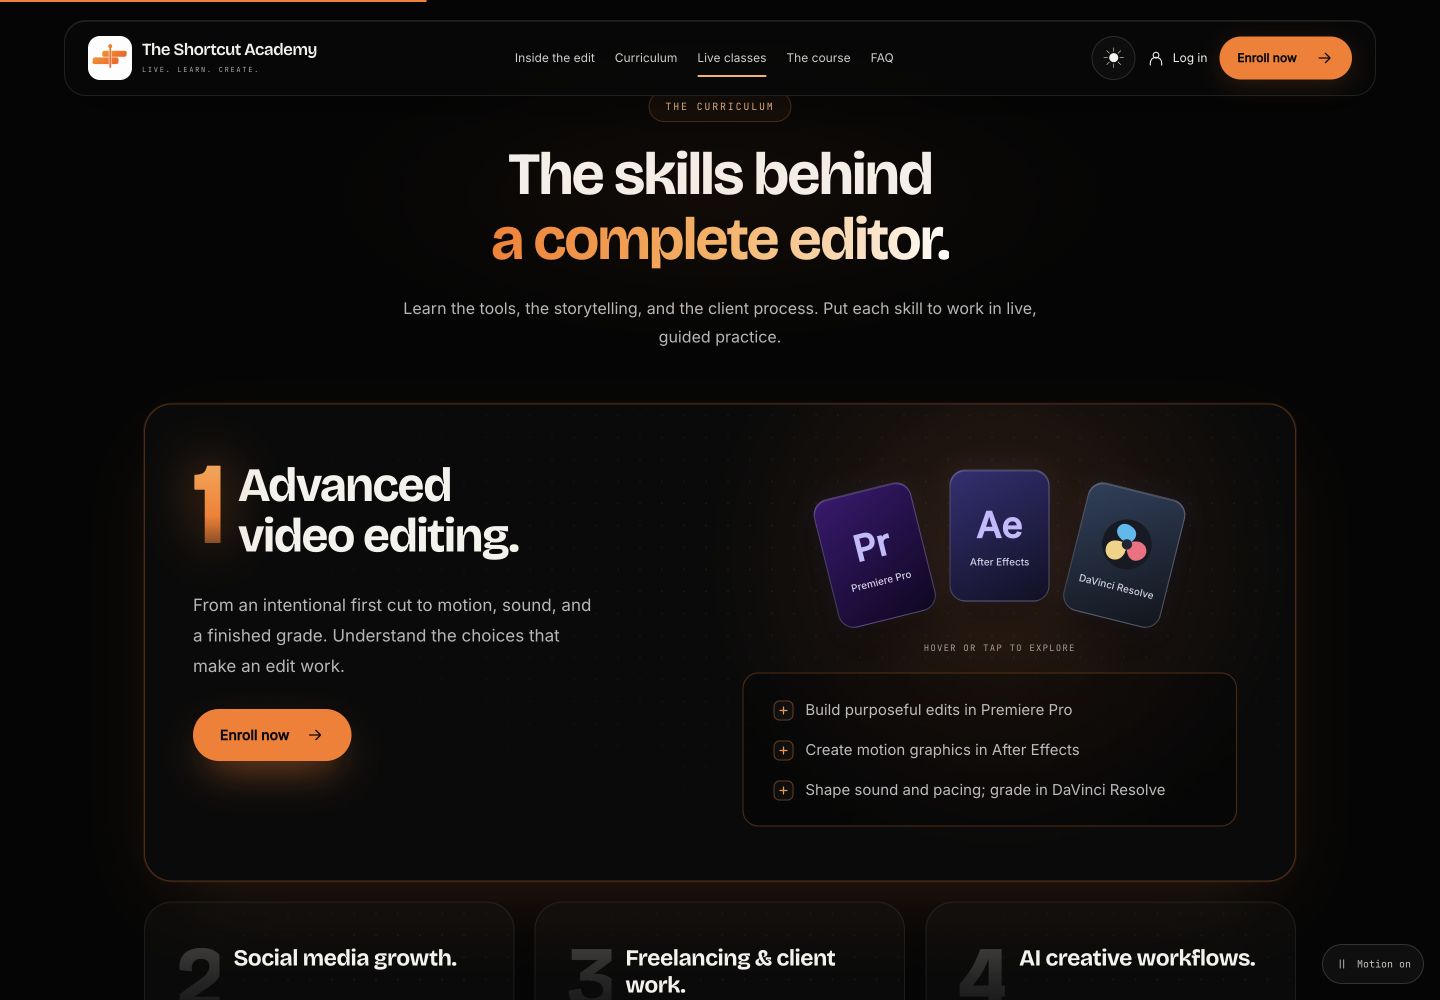 The Shortcut Academy
LIVE. LEARN. CREATE.
Inside the edit
Curriculum
Live classes
The course
FAQ
Log in
Enroll now
THE CURRICULUM
The skills behind
a complete editor.
Learn the tools, the storytelling, and the client process. Put each skill to work in live,
guided practice.
1
Advanced
video editing.
From an intentional first cut to motion, sound, and
a finished grade. Understand the choices that
make an edit work.
Enroll now
Pr
Premiere Pro
Ae
After Effects
DaVinci Resolve
HOVER OR TAP TO EXPLORE
Build purposeful edits in Premiere Pro
Create motion graphics in After Effects
Shape sound and pacing; grade in DaVinci Resolve
2
Social media growth.
3
Freelancing & client
work.
4
AI creative workflows.
Motion on